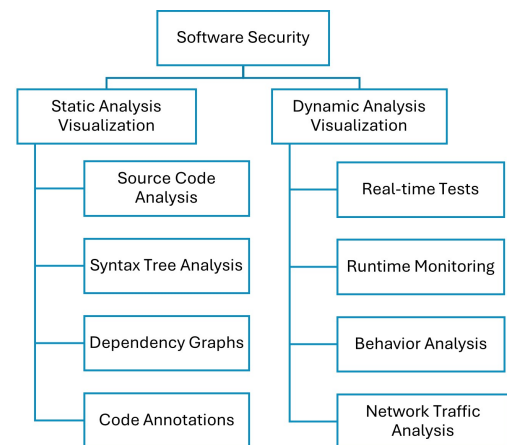 Software Security
Static Analysis
Visualization
Source Code
Analysis
Syntax Tree Analysis
Dependency Graphs
Code Annotations
Dynamic Analysis
Visualization
Real-time Tests
Runtime Monitoring
Behavior Analysis
Network Traffic
Analysis